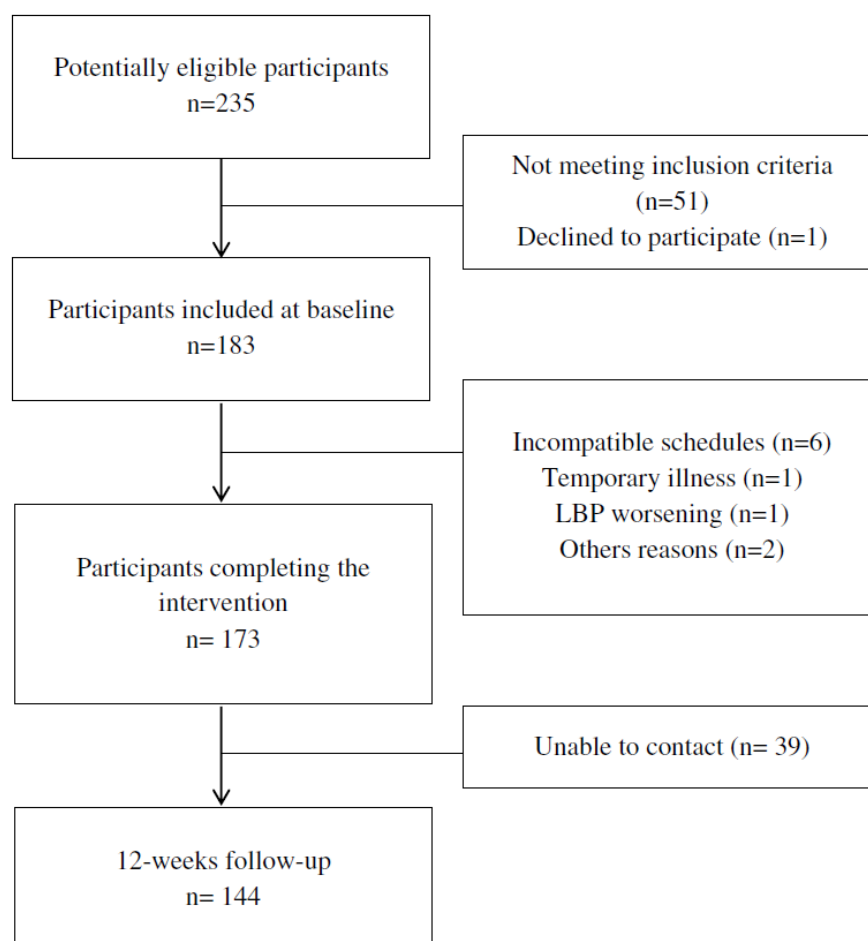 Potentially eligible participants
n=235
Not meeting inclusion criteria
(n=51)
Declined to participate (n=1)
Participants included at baseline
n=183
Incompatible schedules (n=6)
Temporary illness (n=1)
LBP worsening (n=1)
Others reasons (n=2)
Participants completing the
intervention
n= 173
Unable to contact (n= 39)
12-weeks follow-up
n= 144